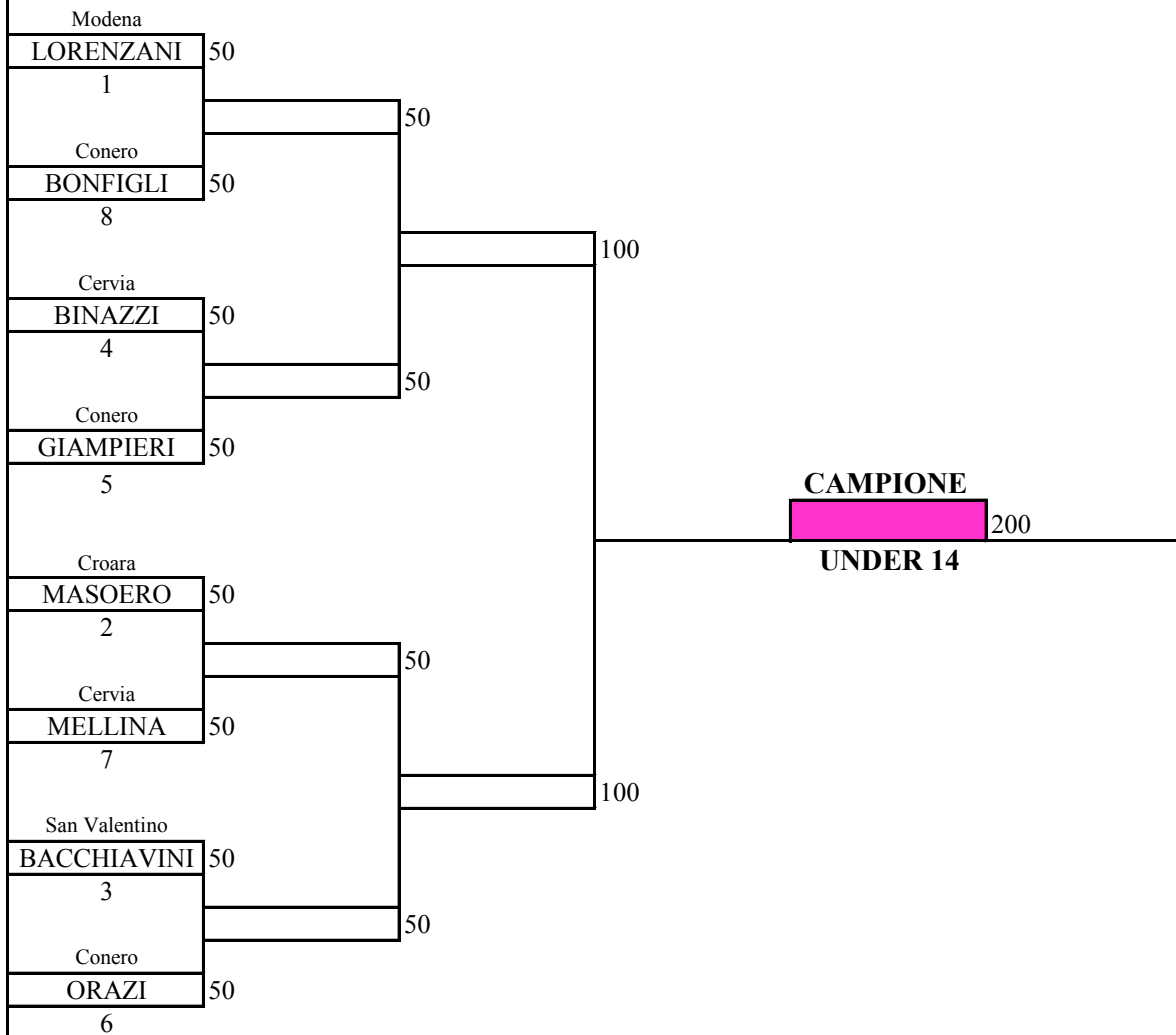 Modena
LORENZANI 50
1
50
Conero
BONFIGLI 50
8
100
Cervia
BINAZZI 50
4
50
Conero
GIAMPIERI 50
5
CAMPIONE
200
UNDER 14
Croara
MASOERO 50
2
50
Cervia
MELLINA 50
7
100
San Valentino
BACCHIAVINI 50
3
50
Conero
ORAZI 50
6